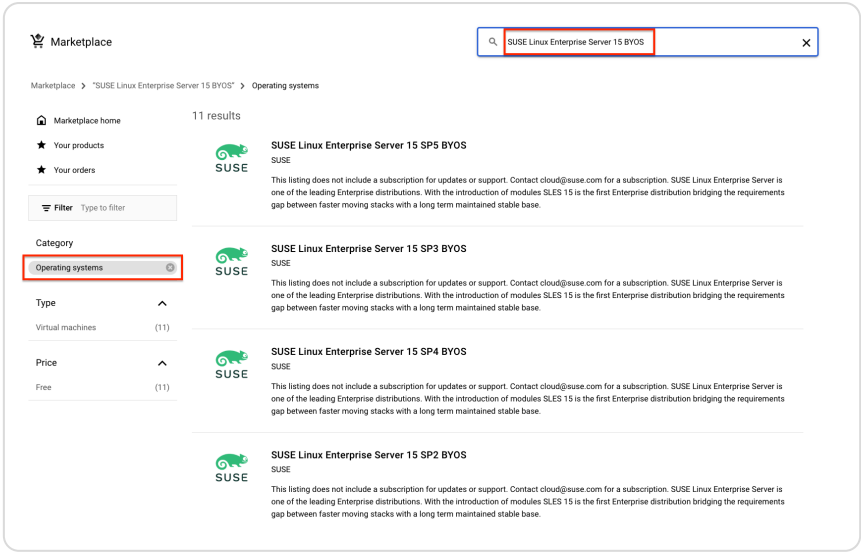 Marketplace
SUSE Linux Enterprise Server 15 BYOS
Marketplace > "SUSE Linux Enterprise Server 15 BYOS" > Operating systems
Marketplace home
Your products
Your orders
Filter Type to filter
Category
Operating systems
Type
Virtual machines (11)
Price
Free (11)
11 results
SUSE
SUSE Linux Enterprise Server 15 SP5 BYOS
SUSE
This listing does not include a subscription for updates or support. Contact cloud@suse.com for a subscription. SUSE Linux Enterprise Server is
one of the leading Enterprise distributions. With the introduction of modules SLES 15 is the first Enterprise distribution bridging the requirements
gap between faster moving stacks with a long term maintained stable base.
SUSE
SUSE Linux Enterprise Server 15 SP3 BYOS
SUSE
This listing does not include a subscription for updates or support. Contact cloud@suse.com for a subscription. SUSE Linux Enterprise Server is
one of the leading Enterprise distributions. With the introduction of modules SLES 15 is the first Enterprise distribution bridging the requirements
gap between faster moving stacks with a long term maintained stable base.
SUSE
SUSE Linux Enterprise Server 15 SP4 BYOS
SUSE
This listing does not include a subscription for updates or support. Contact cloud@suse.com for a subscription. SUSE Linux Enterprise Server is
one of the leading Enterprise distributions. With the introduction of modules SLES 15 is the first Enterprise distribution bridging the requirements
gap between faster moving stacks with a long term maintained stable base.
SUSE
SUSE Linux Enterprise Server 15 SP2 BYOS
SUSE
This listing does not include a subscription for updates or support. Contact cloud@suse.com for a subscription. SUSE Linux Enterprise Server is
one of the leading Enterprise distributions. With the introduction of modules SLES 15 is the first Enterprise distribution bridging the requirements
gap between faster moving stacks with a long term maintained stable base.